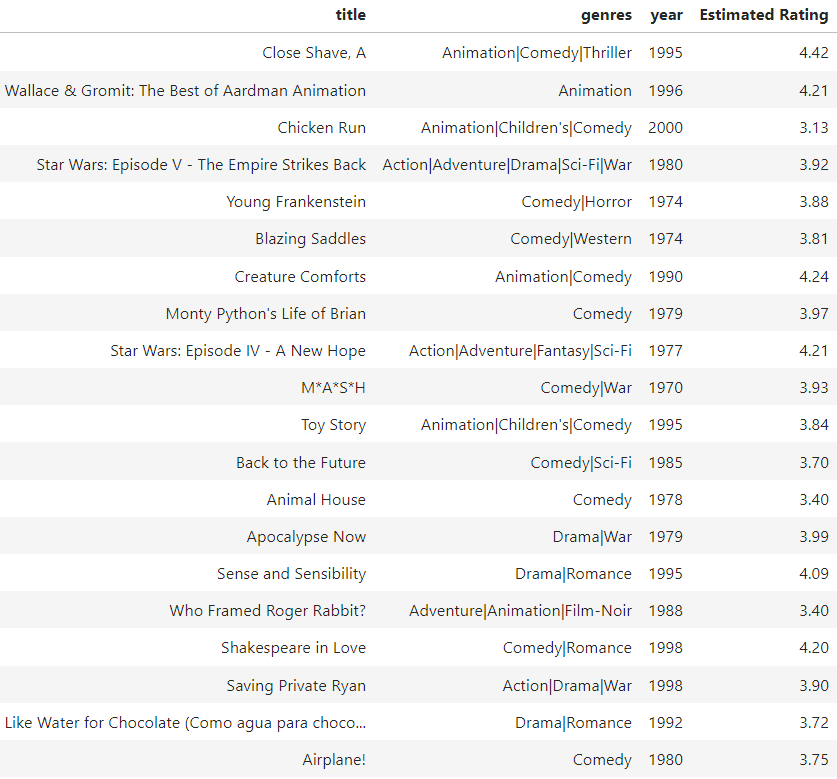 title genres year Estimated Rating
Close Shave, A Animation|Comedy|Thriller 1995 4.42
Wallace & Gromit: The Best of Aardman Animation Animation 1996 4.21
Chicken Run Animation|Children's|Comedy 2000 3.13
Star Wars: Episode V - The Empire Strikes Back Action|Adventure|Drama|Sci-Fi|War 1980 3.92
Young Frankenstein Comedy|Horror 1974 3.88
Blazing Saddles Comedy|Western 1974 3.81
Creature Comforts Animation|Comedy 1990 4.24
Monty Python's Life of Brian Comedy 1979 3.97
Star Wars: Episode IV - A New Hope Action|Adventure|Fantasy|Sci-Fi 1977 4.21
M*A*S*H Comedy|War 1970 3.93
Toy Story Animation|Children's|Comedy 1995 3.84
Back to the Future Comedy|Sci-Fi 1985 3.70
Animal House Comedy 1978 3.40
Apocalypse Now Drama|War 1979 3.99
Sense and Sensibility Drama|Romance 1995 4.09
Who Framed Roger Rabbit? Adventure|Animation|Film-Noir 1988 3.40
Shakespeare in Love Comedy|Romance 1998 4.20
Saving Private Ryan Action|Drama|War 1998 3.90
Like Water for Chocolate (Como agua para choco... Drama|Romance 1992 3.72
Airplane! Comedy 1980 3.75